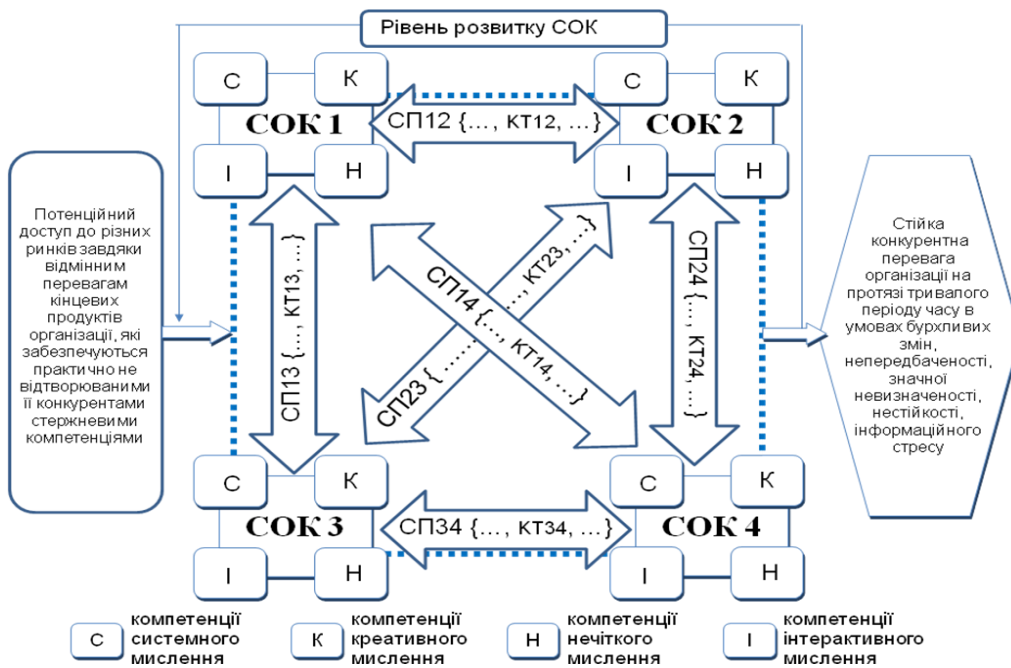 Рівень розвитку СОК
С
К
С
К
СОК 1
СП12 {…, КТ12, …}
СОК 2
І
Н
І
Н
Потенційний
доступ до різних
ринків завдяки
відмінним
перевагам
кінцевих
продуктів
організації, які
забезпечуються
практично не
відтворюваними
її конкурентами
стержневими
компетенціями
СП13 {…, КТ13, …}
СП23 {…, КТ23, …}
СП14 {…, КТ14, …}
СП24 {…, КТ24, …}
Стійка
конкурентна
перевага
організації на
протязі тривалого
періоду часу в
умовах бурхливих
змін,
непередбаченості,
значної
невизначеності,
нестійкості,
інформаційного
стресу
С
К
С
К
СОК 3
СП34 {…, КТ34, …}
СОК 4
І
Н
І
Н
С
компетенції
системного
мислення
К
компетенції
креативного
мислення
Н
компетенції
нечіткого
мислення
І
компетенції
інтерактивного
мислення